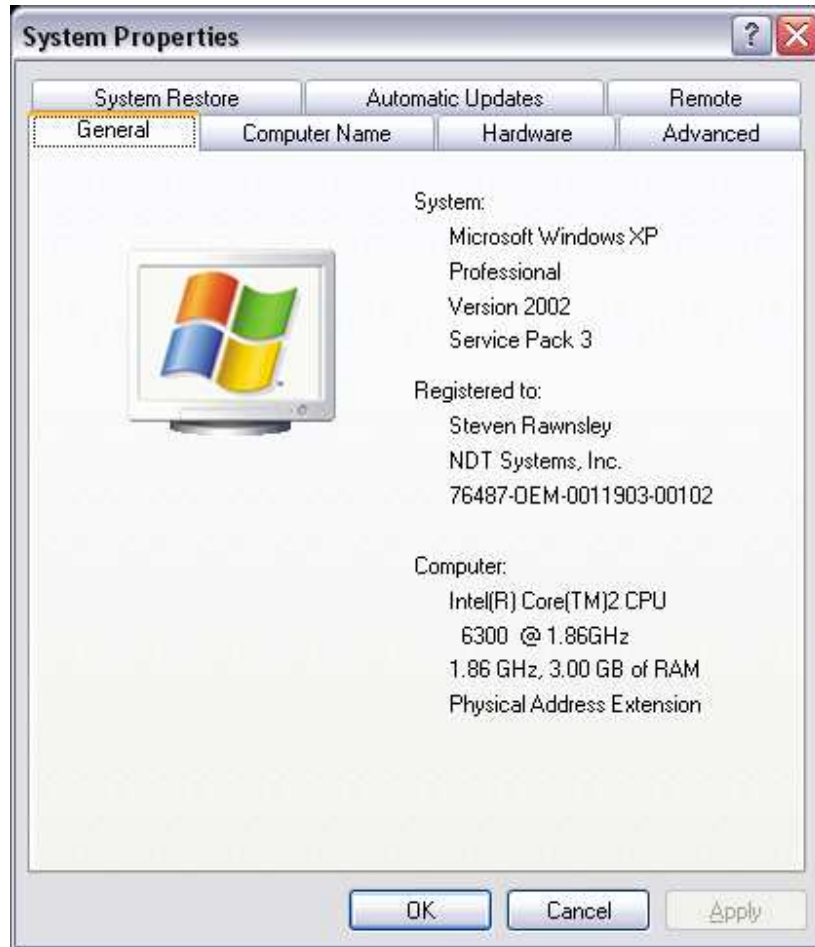 System Properties
System Restore
Automatic Updates
Remote
General
Computer Name
Hardware
Advanced
System:
Microsoft Windows XP
Professional
Version 2002
Service Pack 3
Registered to:
Steven Rawnsley
NDT Systems, Inc.
76487-OEM-0011903-00102
Computer:
Intel(R) Core(TM)2 CPU
6300 @ 1.86GHz
1.86 GHz, 3.00 GB of RAM
Physical Address Extension
OK
Cancel
Apply